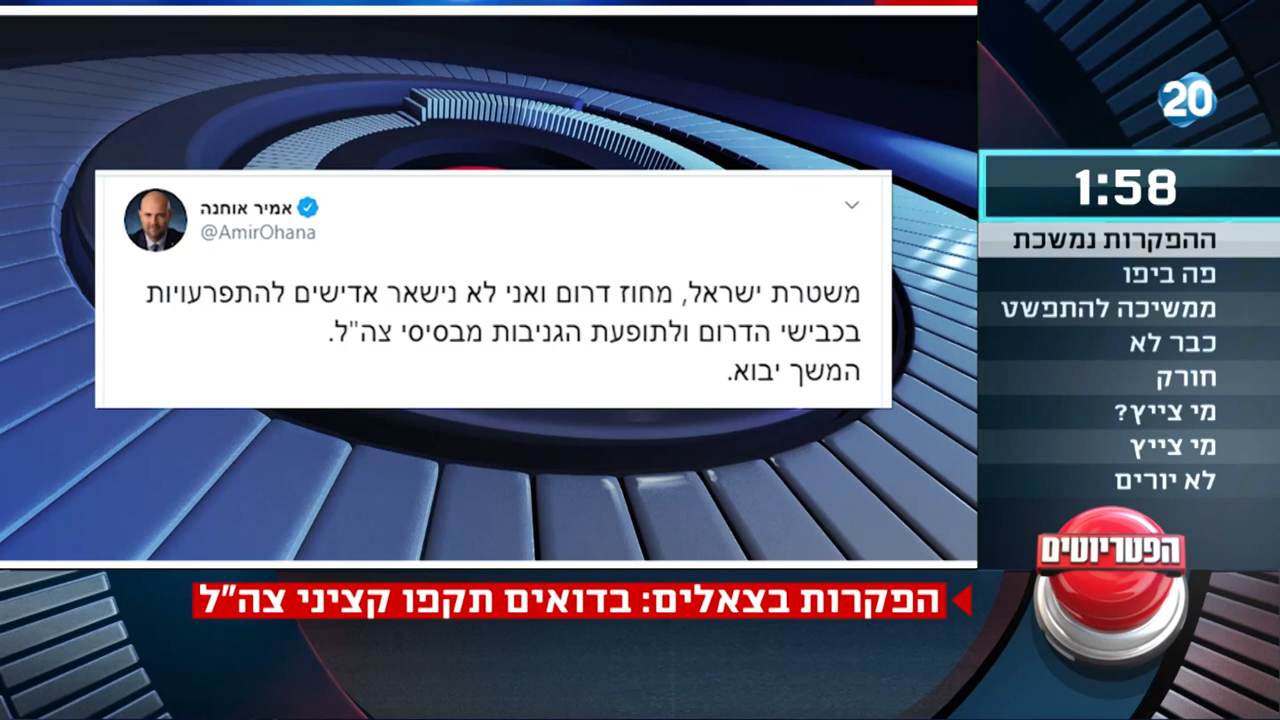 אמיר אוחנה
@AmirOhana
משטרת ישראל, מחוז דרום ואני לא נישאר אדישים להתפרעויות
בכבישי הדרום ולתופעת הגניבות מבסיסי צה"ל.
המשך יבוא.
20
1:58
ההפקרות נמשכת
פה ביפו
ממשיכה להתפשט
כבר לא
חורק
מי צייץ?
מי צייץ
לא יורים
הפטריוטים
הפקרות בצאלים: בדואים תקפו קציני צה"ל